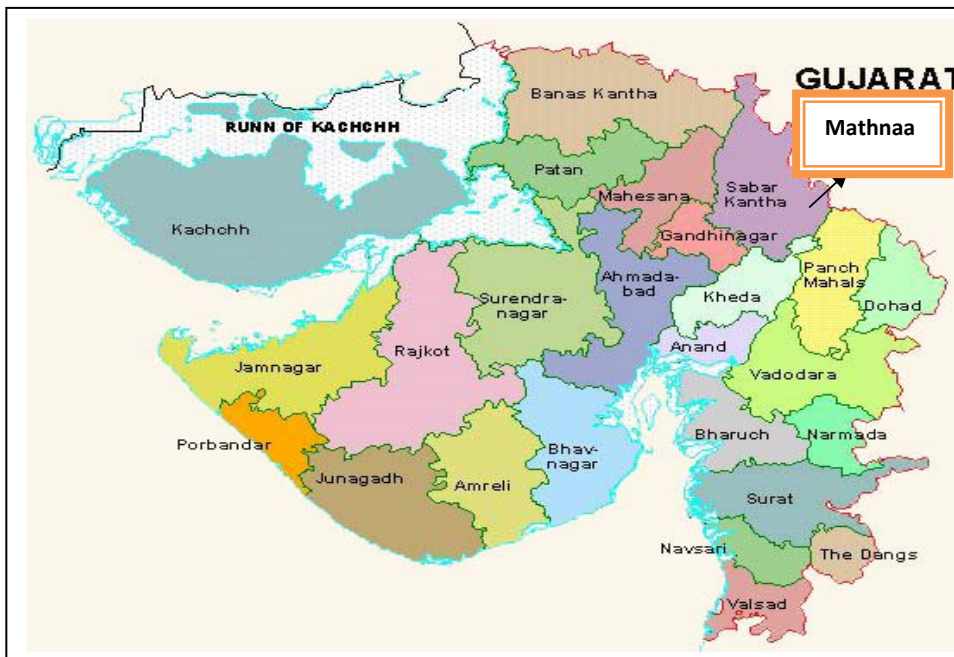 GUJARAT
Mathnaa
Banas Kantha
RUNN OF KACHCHH
Patan
Mahesana
Sabar
Kantha
Kachchh
Gandhinagar
Ahmada-
bad
Panch
Mahals
Kheda
Dohad
Surendra-
nagar
Anand
Rajkot
Jamnagar
Vadodara
Porbandar
Bharuch
Narmada
Bhav-
nagar
Junagadh
Amreli
Surat
Navsari
The Dangs
Valsad